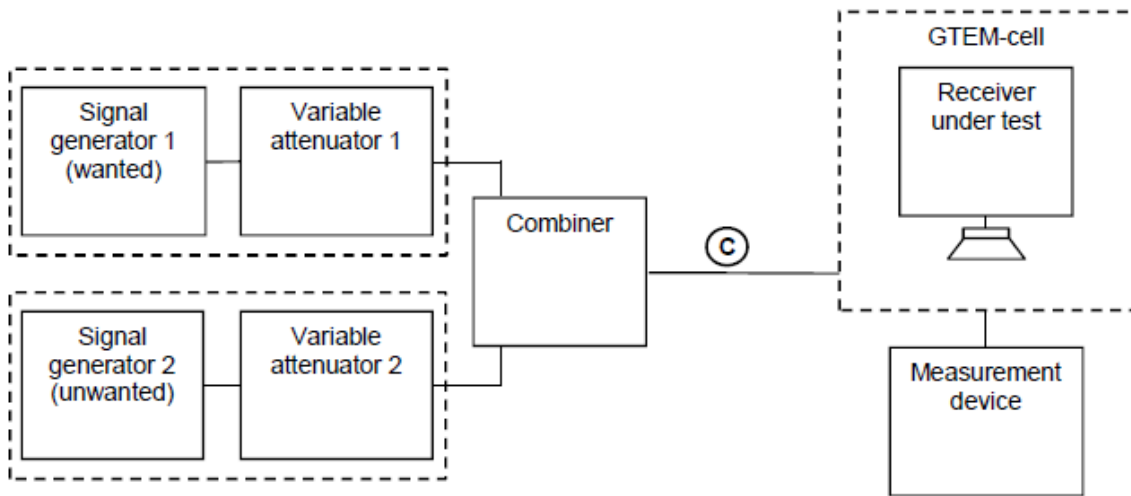 GTEM-cell
Signal
generator 1
(wanted)
Variable
attenuator 1
Receiver
under test
Combiner
C
Signal
generator 2
(unwanted)
Variable
attenuator 2
Measurement
device